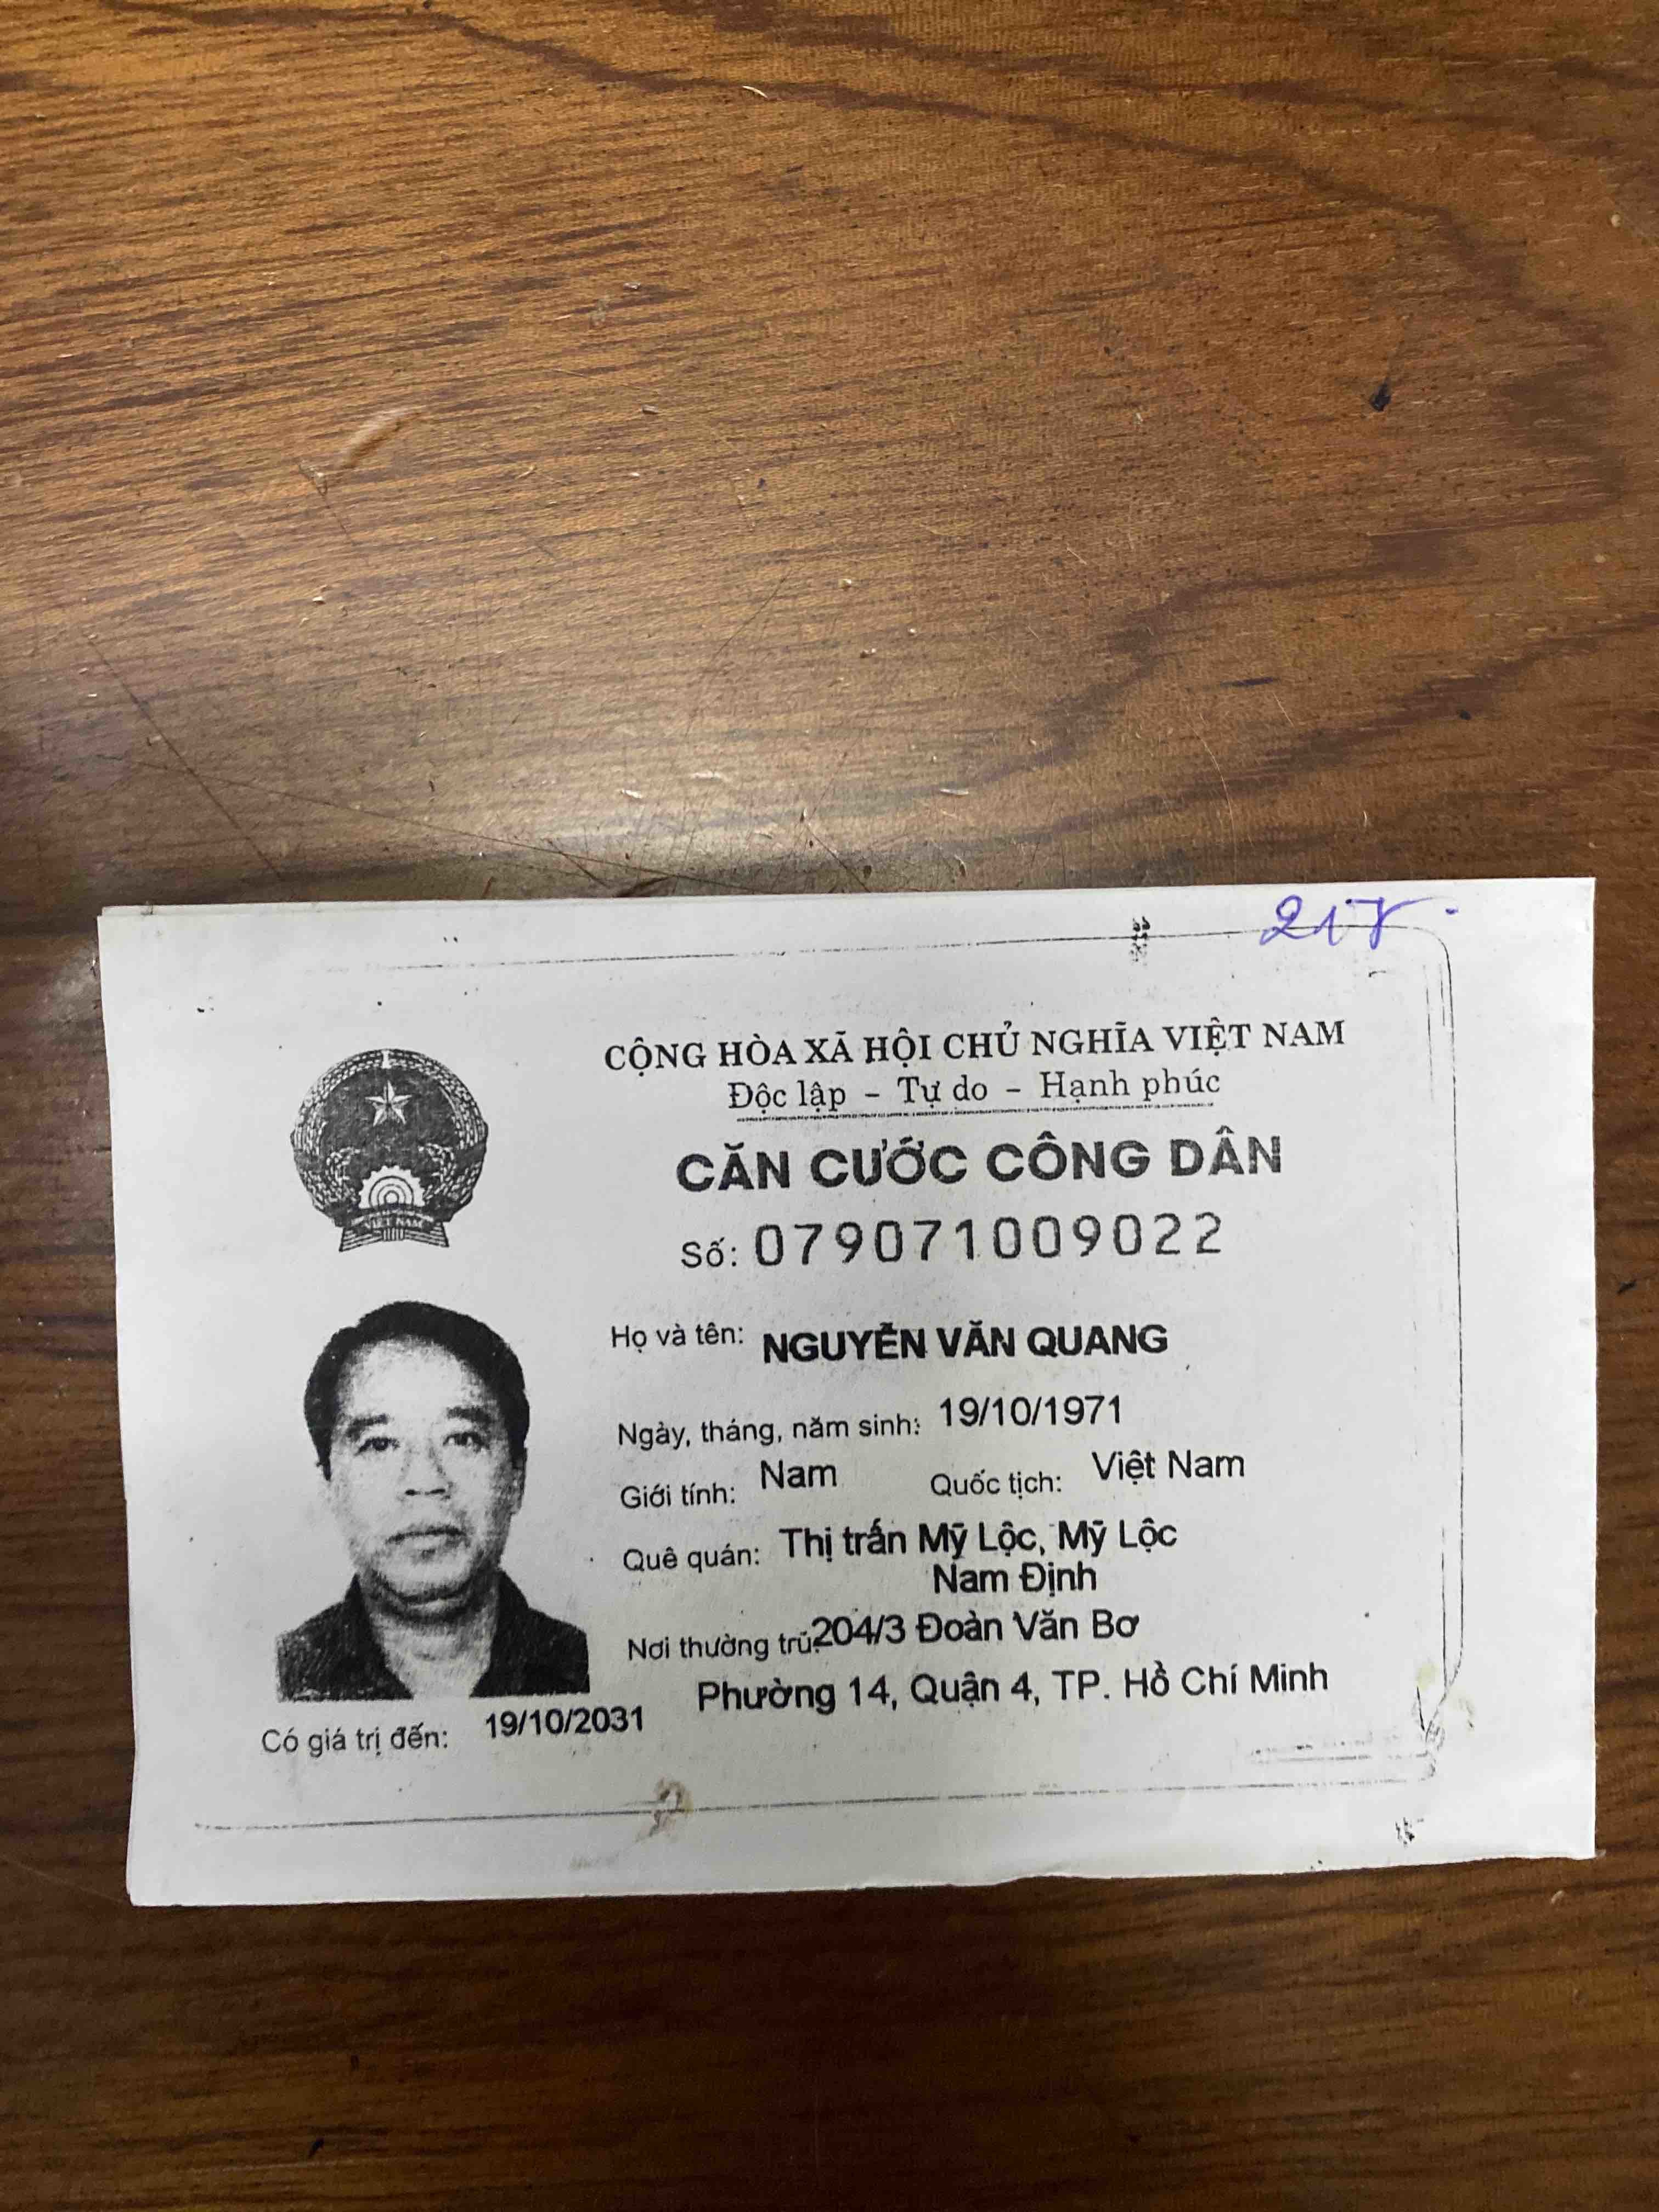 CỘNG HÒA XÃ HỘI CHỦ NGHĨA VIỆT NAM
Độc lập - Tự do - Hạnh phúc
CĂN CƯỚC CÔNG DÂN
Số: 079071009022
Họ và tên: NGUYỄN VĂN QUANG
Ngày, tháng, năm sinh: 19/10/1971
Giới tính: Nam Quốc tịch: Việt Nam
Quê quán: Thị trấn Mỹ Lộc, Mỹ Lộc
Nam Định
Nơi thường trú: 204/3 Đoàn Văn Bơ
Phường 14, Quận 4, TP. Hồ Chí Minh
Có giá trị đến: 19/10/2031
VIỆT NAM